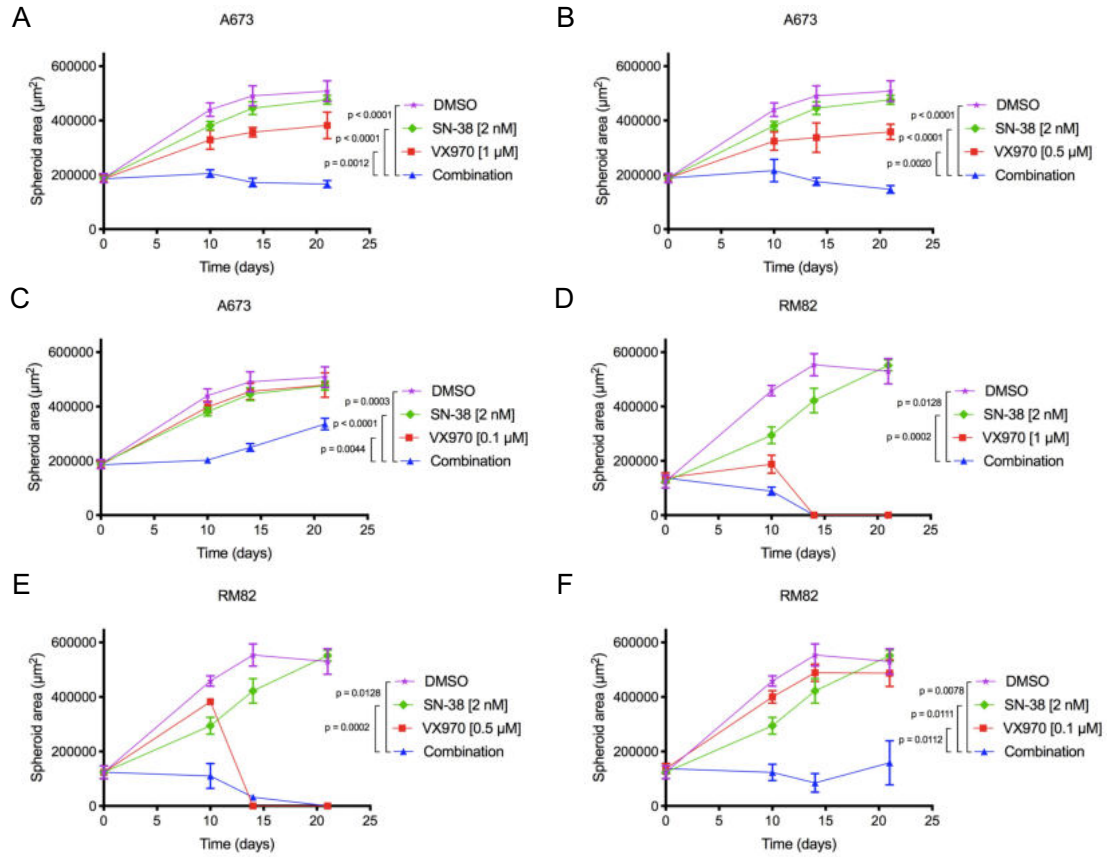 A
A673
Spheroid area (µm²)
600000
400000
200000
0
0 5 10 15 20 25
Time (days)
p < 0.0001
p < 0.0001
p = 0.0012
DMSO
SN-38 [2 nM]
VX970 [1 µM]
Combination
B
A673
Spheroid area (µm²)
600000
400000
200000
0
0 5 10 15 20 25
Time (days)
p < 0.0001
p < 0.0001
p = 0.0020
DMSO
SN-38 [2 nM]
VX970 [0.5 µM]
Combination
C
A673
Spheroid area (µm²)
600000
400000
200000
0
0 5 10 15 20 25
Time (days)
p = 0.0003
p < 0.0001
p = 0.0044
DMSO
SN-38 [2 nM]
VX970 [0.1 µM]
Combination
D
RM82
Spheroid area (µm²)
600000
400000
200000
0
0 5 10 15 20 25
Time (days)
p = 0.0128
p = 0.0002
DMSO
SN-38 [2 nM]
VX970 [1 µM]
Combination
E
RM82
Spheroid area (µm²)
600000
400000
200000
0
0 5 10 15 20 25
Time (days)
p = 0.0128
p = 0.0002
DMSO
SN-38 [2 nM]
VX970 [0.5 µM]
Combination
F
RM82
Spheroid area (µm²)
600000
400000
200000
0
0 5 10 15 20 25
Time (days)
p = 0.0078
p = 0.0111
p = 0.0112
DMSO
SN-38 [2 nM]
VX970 [0.1 µM]
Combination